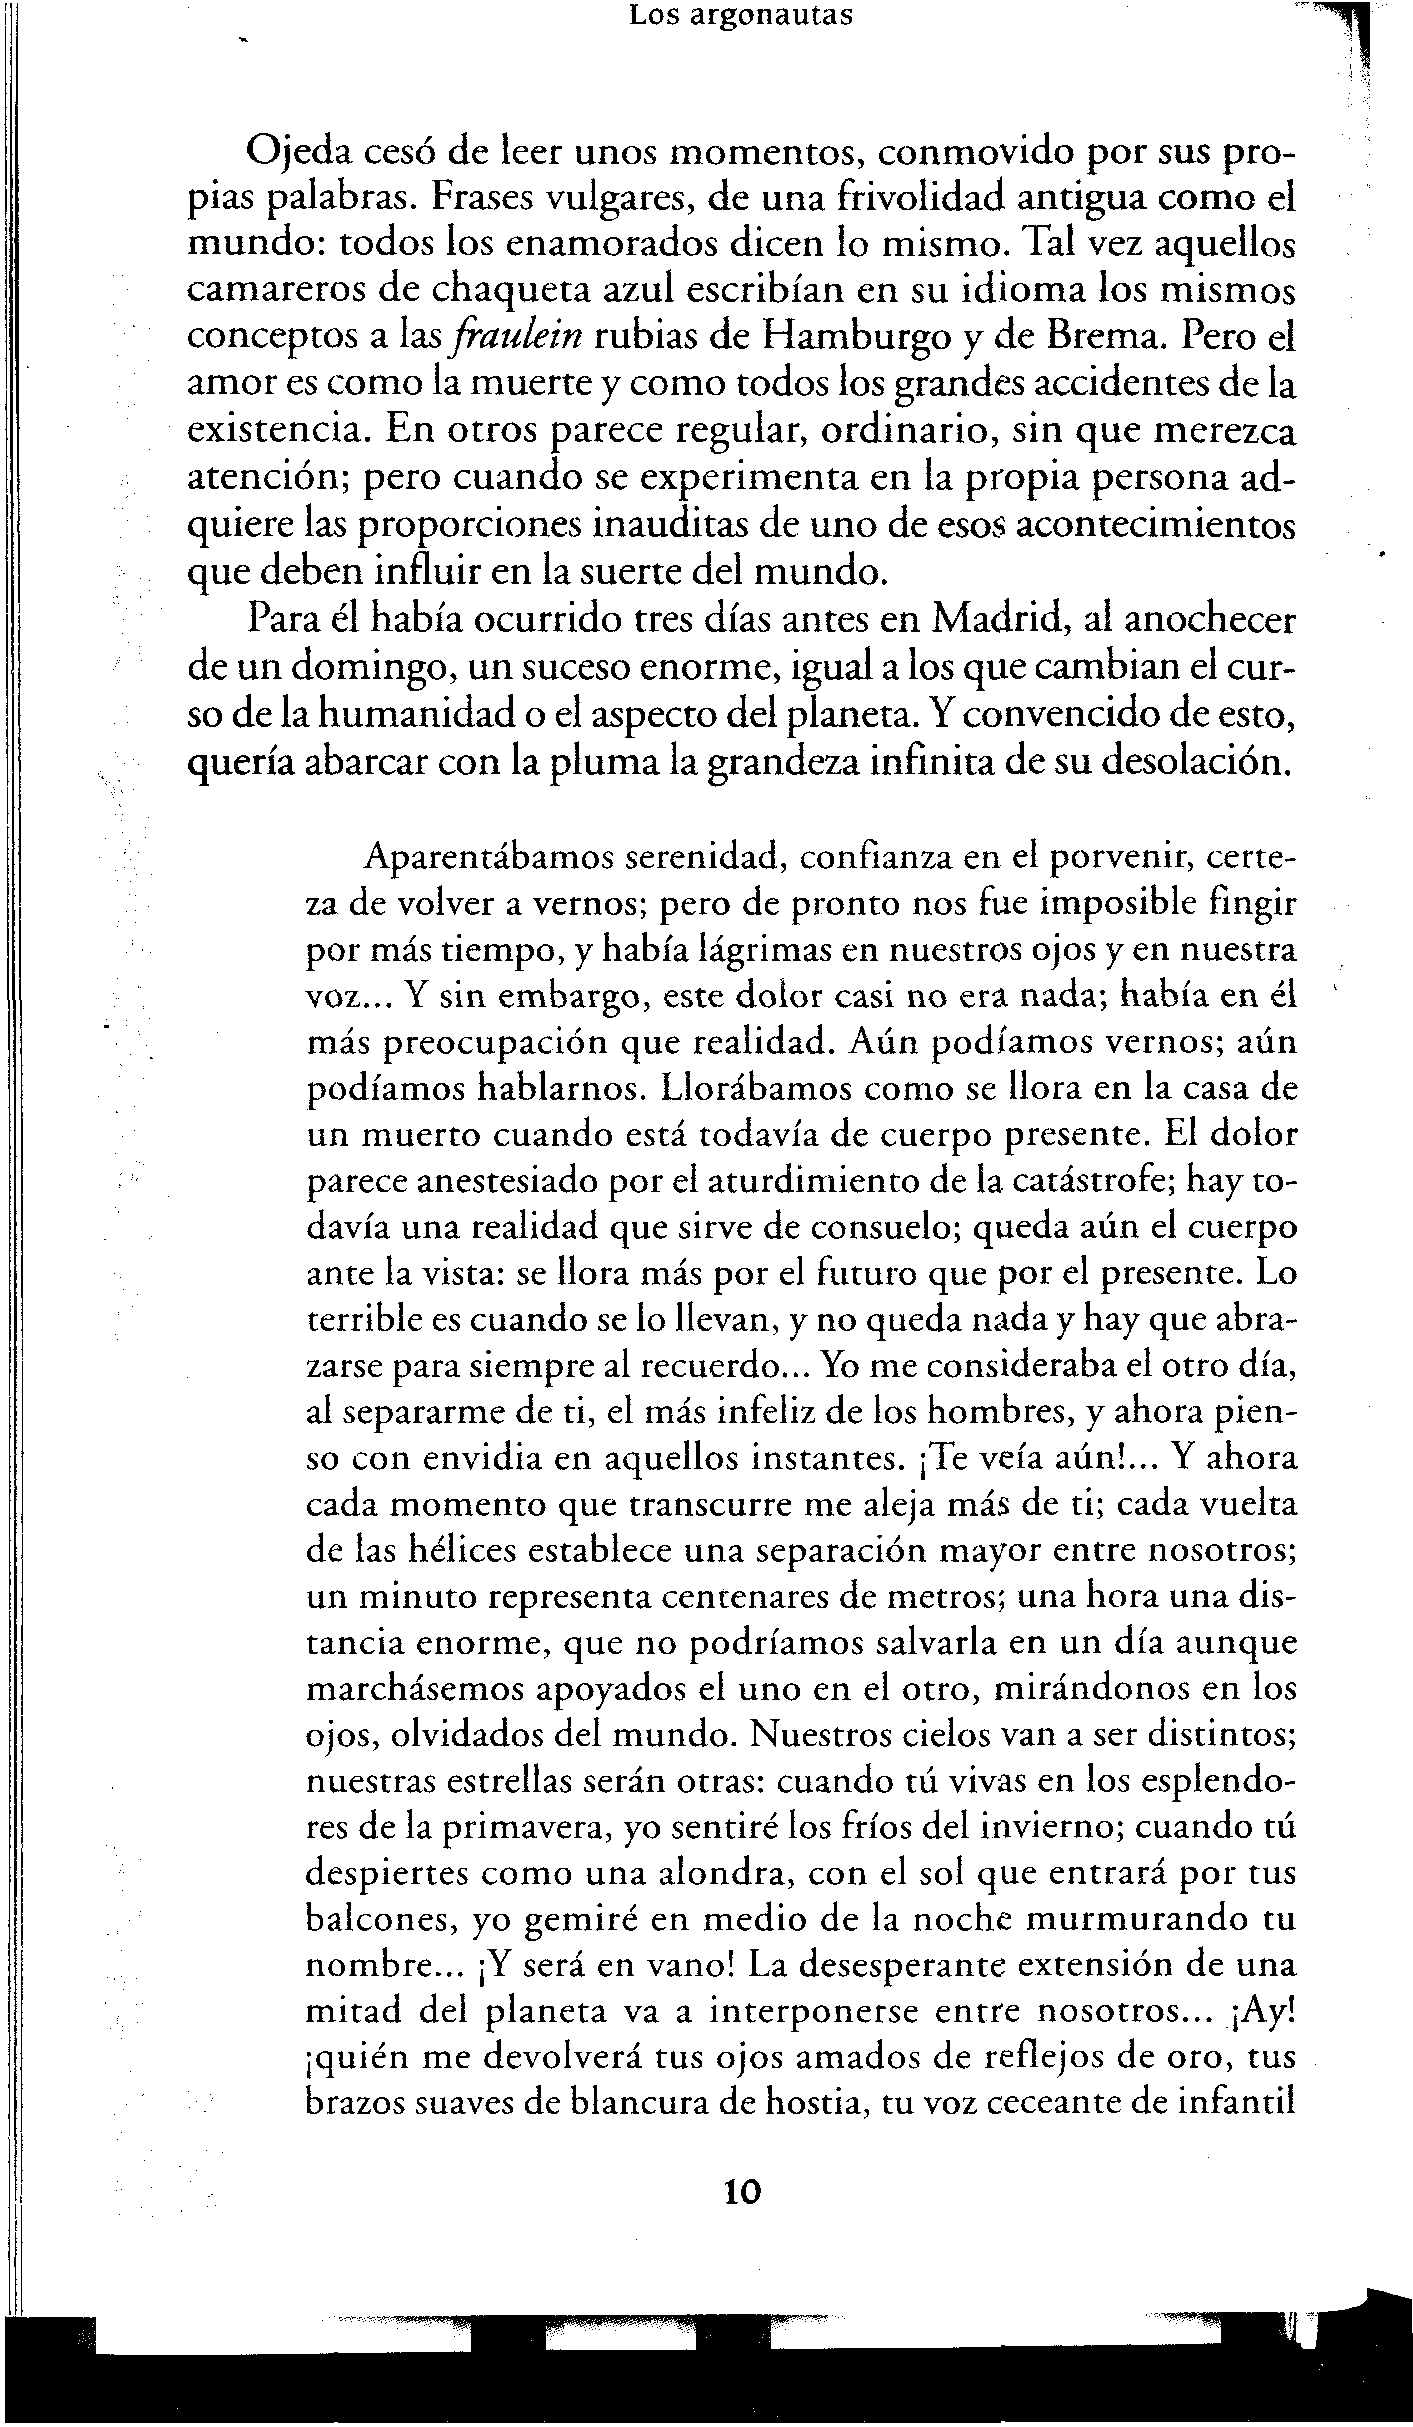 Los argonautas
Ojeda cesó de leer unos momentos, conmovido por sus pro-
pias palabras. Frases vulgares, de una frivolidad antigua como el
mundo: todos los enamorados dicen lo mismo. Tal vez aquellos
camareros de chaqueta azul escribían en su idioma los mismos
conceptos a las fraulein rubias de Hamburgo y de Brema. Pero el
amor es como la muerte y como todos los grandes accidentes de la
existencia. En otros parece regular, ordinario, sin que merezca
atención; pero cuando se experimenta en la propia persona ad-
quiere las proporciones inauditas de uno de esos acontecimientos
que deben influir en la suerte del mundo.
Para él había ocurrido tres días antes en Madrid, al anochecer
de un domingo, un suceso enorme, igual a los que cambian el cur-
so de la humanidad o el aspecto del planeta. Y convencido de esto,
quería abarcar con la pluma la grandeza infinita de su desolación.
Aparentábamos serenidad, confianza en el porvenir, certe-
za de volver a vernos; pero de pronto nos fue imposible fingir
por más tiempo, y había lágrimas en nuestros ojos y en nuestra
voz... Y sin embargo, este dolor casi no era nada; había en él
más preocupación que realidad. Aún podíamos vernos; aún
podíamos hablarnos. Llorábamos como se llora en la casa de
un muerto cuando está todavía de cuerpo presente. El dolor
parece anestesiado por el aturdimiento de la catástrofe; hay to-
davía una realidad que sirve de consuelo; queda aún el cuerpo
ante la vista: se llora más por el futuro que por el presente. Lo
terrible es cuando se lo llevan, y no queda nada y hay que abra-
zarse para siempre al recuerdo... Yo me consideraba el otro día,
al separarme de ti, el más infeliz de los hombres, y ahora pien-
so con envidia en aquellos instantes. ¡Te veía aún!... Y ahora
cada momento que transcurre me aleja más de ti; cada vuelta
de las hélices establece una separación mayor entre nosotros;
un minuto representa centenares de metros; una hora una dis-
tancia enorme, que no podríamos salvarla en un día aunque
marchásemos apoyados el uno en el otro, mirándonos en los
ojos, olvidados del mundo. Nuestros cielos van a ser distintos;
nuestras estrellas serán otras: cuando tú vivas en los esplendo-
res de la primavera, yo sentiré los fríos del invierno; cuando tú
despiertes como una alondra, con el sol que entrará por tus
balcones, yo gemiré en medio de la noche murmurando tu
nombre... ¡Y será en vano! La desesperante extensión de una
mitad del planeta va a interponerse entre nosotros... ¡Ay!
¡quién me devolverá tus ojos amados de reflejos de oro, tus
brazos suaves de blancura de hostia, tu voz ceceante de infantil
10